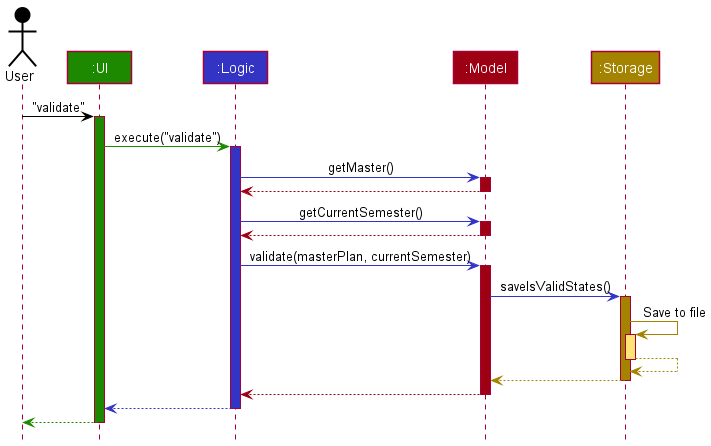 User
:UI
:Logic
:Model
:Storage
"validate"
execute("validate")
getMaster()
getCurrentSemester()
validate(masterPlan, currentSemester)
saveIsValidStates()
Save to file